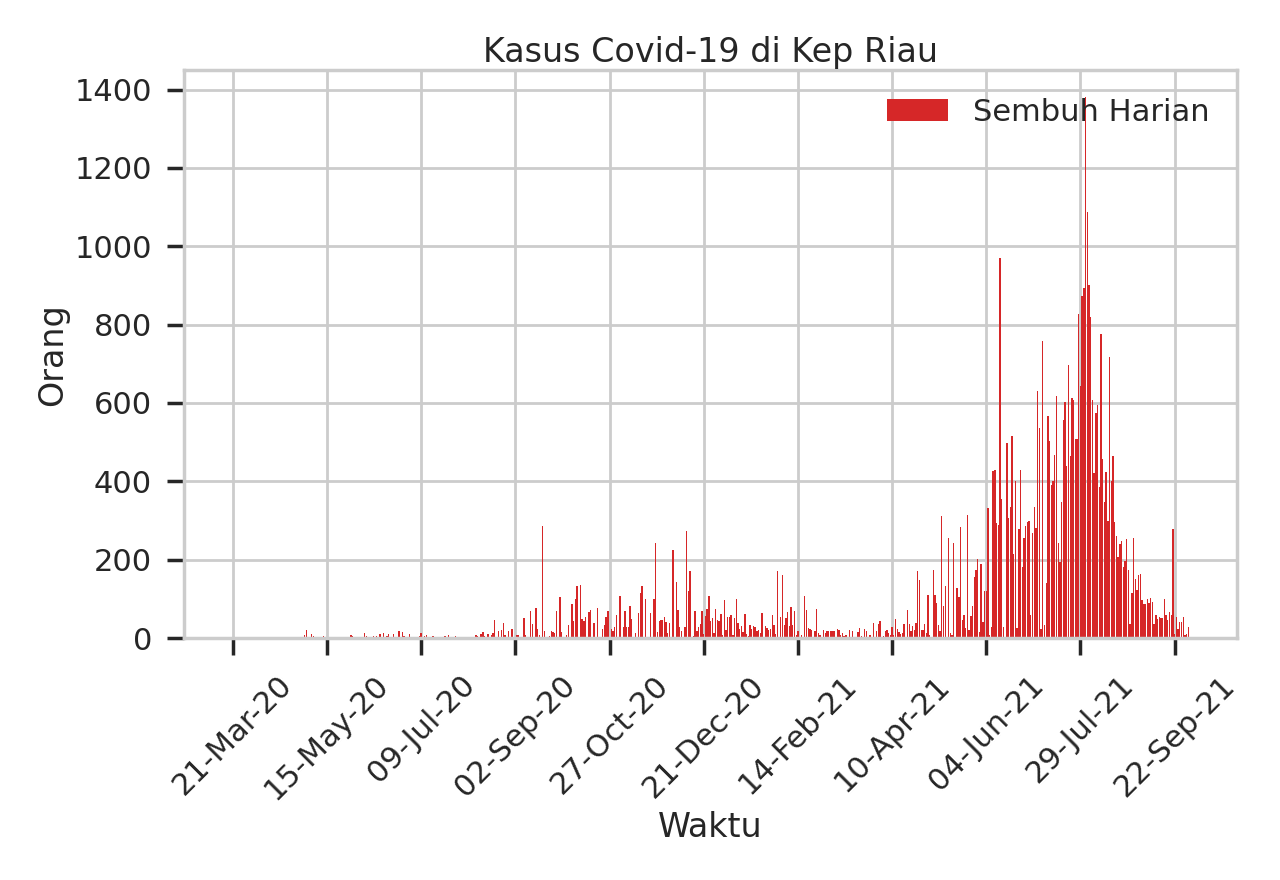 Kasus Covid-19 di Kep Riau
Sembuh Harian
Orang
1400
1200
1000
800
600
400
200
0
21-Mar-20
15-May-20
09-Jul-20
02-Sep-20
27-Oct-20
21-Dec-20
14-Feb-21
10-Apr-21
04-Jun-21
29-Jul-21
22-Sep-21
Waktu